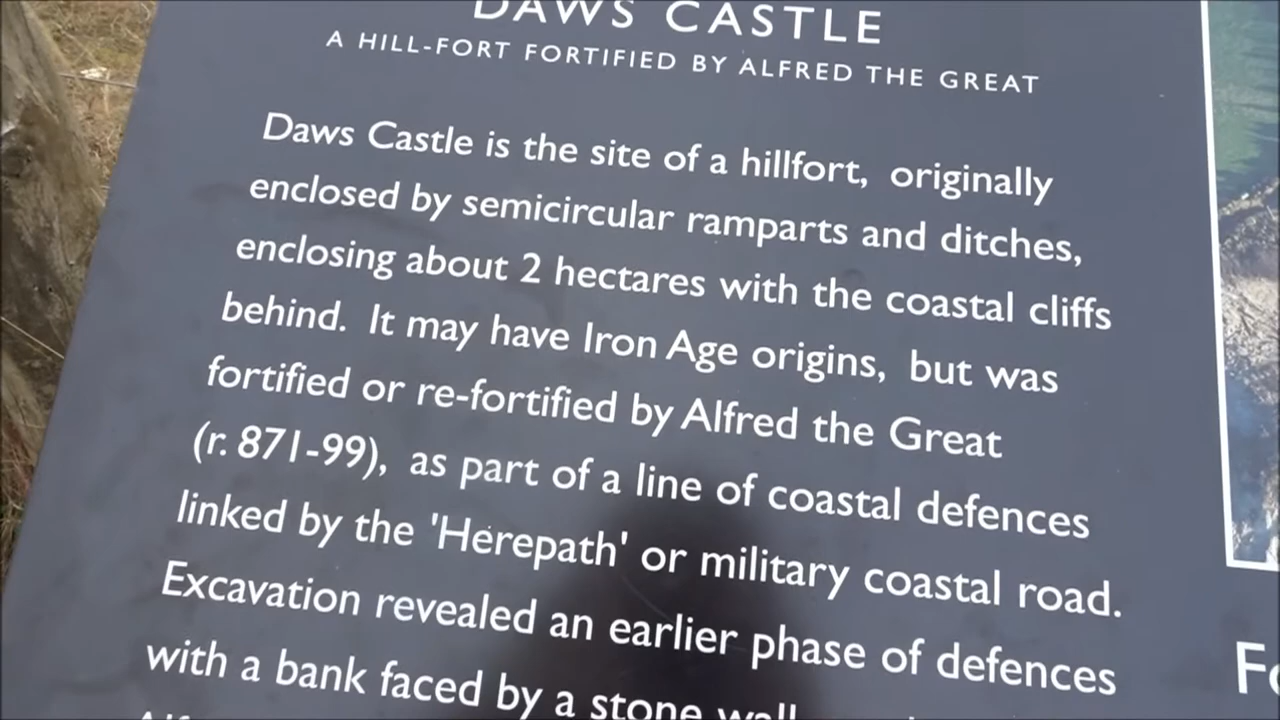 DAWS CASTLE
A HILL-FORT FORTIFIED BY ALFRED THE GREAT
Daws Castle is the site of a hillfort, originally
enclosed by semicircular ramparts and ditches,
enclosing about 2 hectares with the coastal cliffs
behind. It may have Iron Age origins, but was
fortified or re-fortified by Alfred the Great
(r. 871-99), as part of a line of coastal defences
linked by the 'Herepath' or military coastal road.
Excavation revealed an earlier phase of defences
with a bank faced by a stone wall